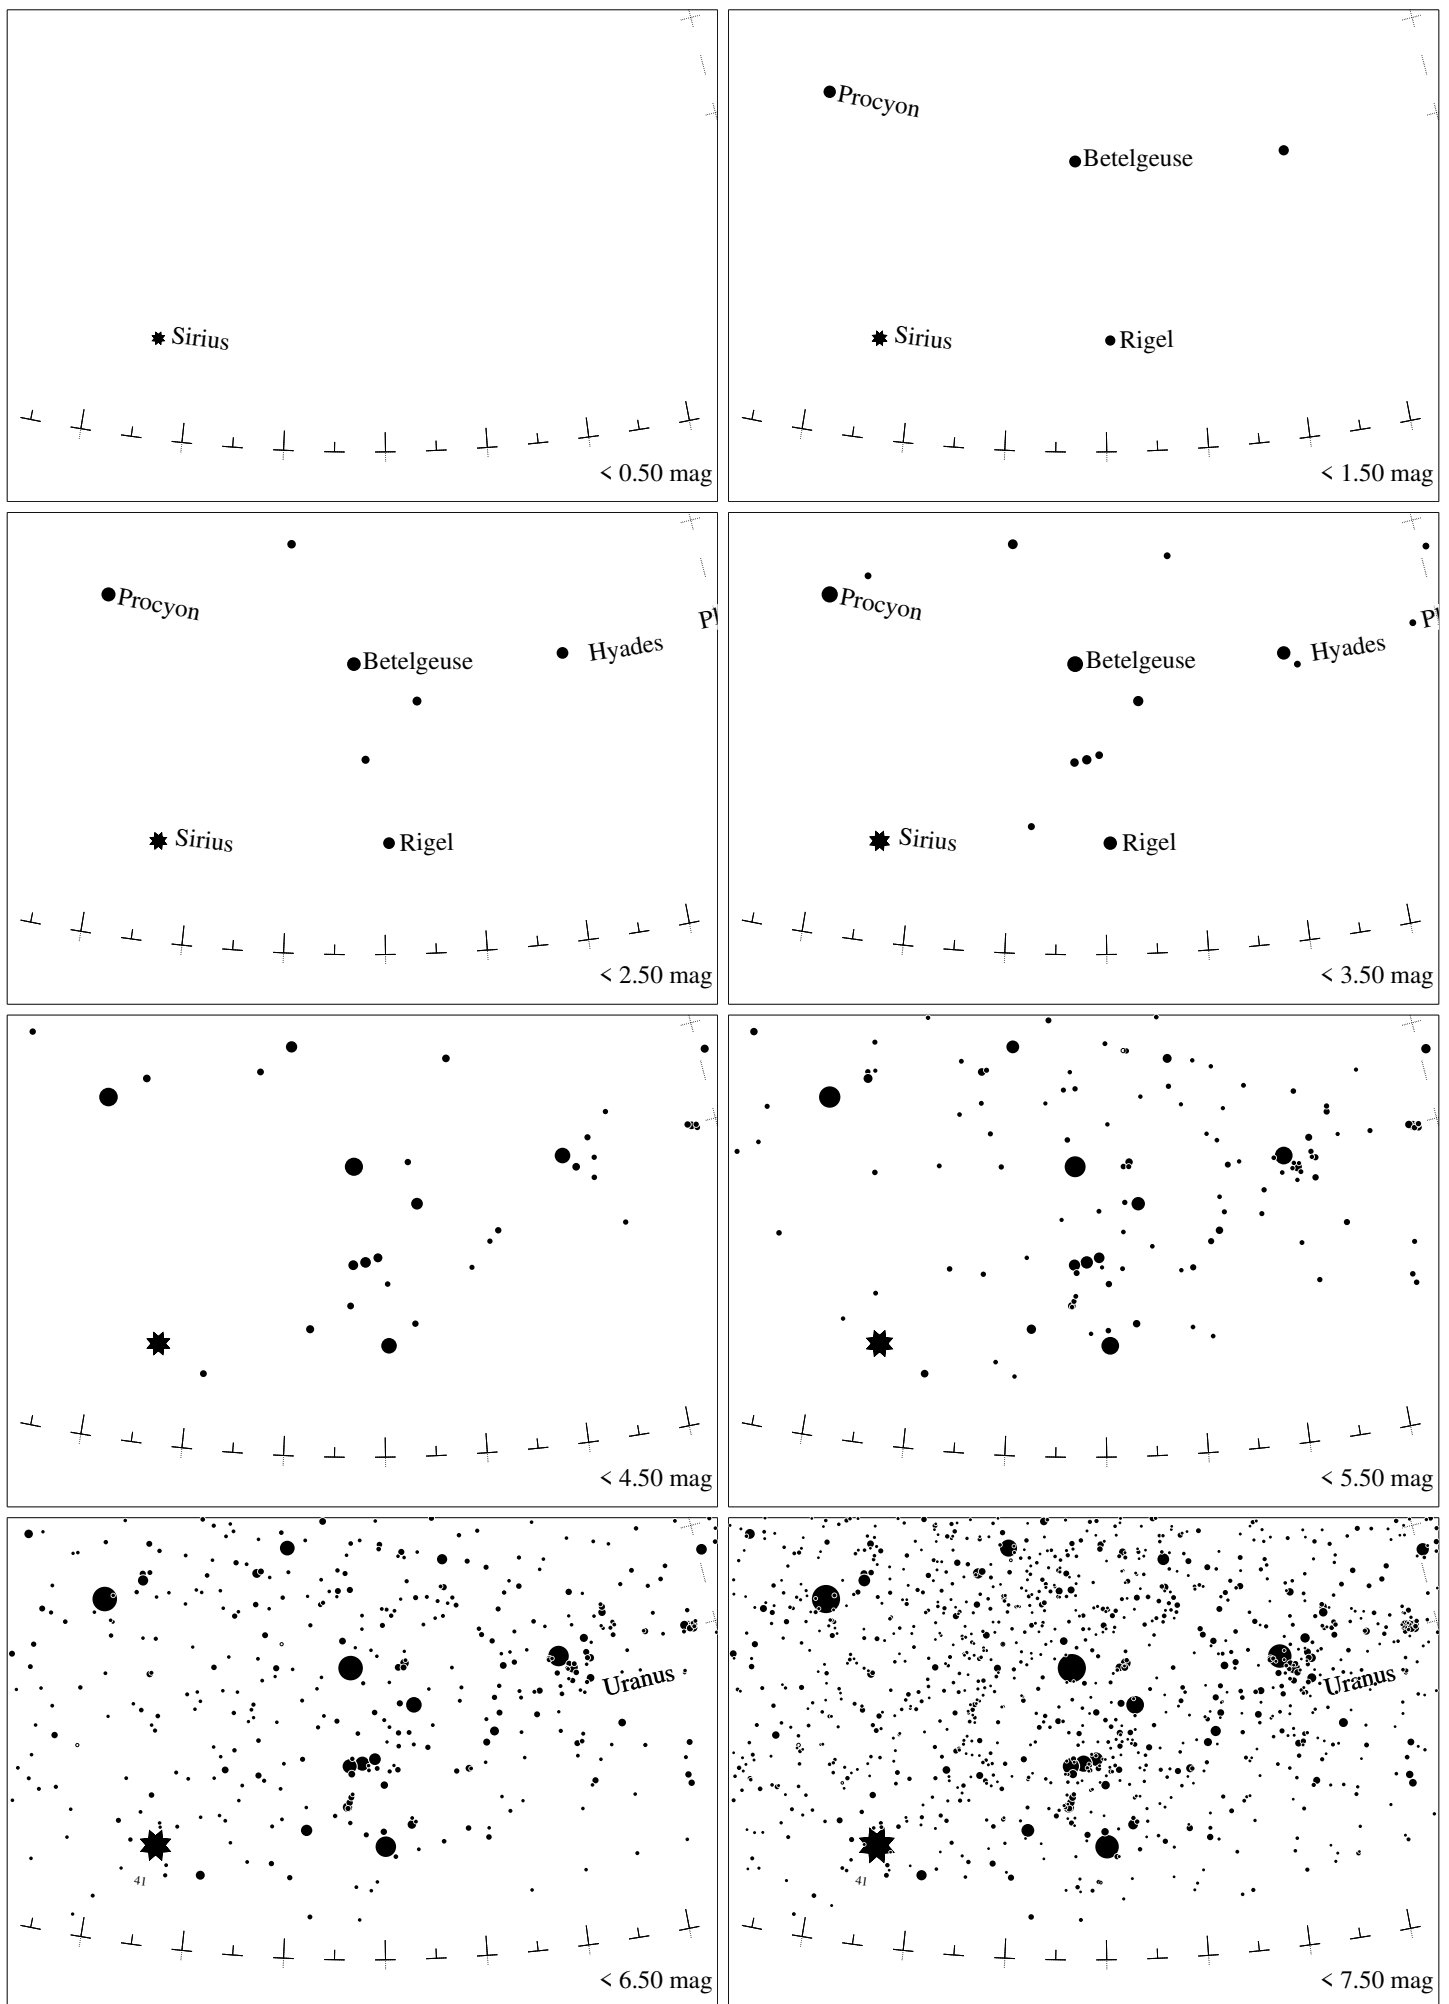 Sirius
< 0.50 mag
Procyon
Betelgeuse
Sirius
Rigel
< 1.50 mag
Procyon
Hyades
Betelgeuse
Sirius
Rigel
< 2.50 mag
Procyon
Hyades
Betelgeuse
Sirius
Rigel
< 3.50 mag
< 4.50 mag
< 5.50 mag
Uranus
41
< 6.50 mag
Uranus
41
< 7.50 mag